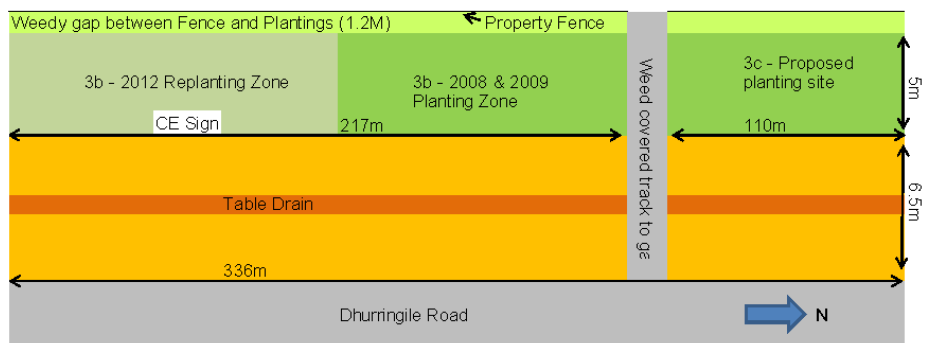 Weedy gap between Fence and Plantings (1.2M)
Property Fence
3b - 2012 Replanting Zone
3b - 2008 & 2009
Planting Zone
3c - Proposed
planting site
Weed covered track to ga
5m
CE Sign
217m
110m
6.5m
Table Drain
336m
Dhurringile Road
N